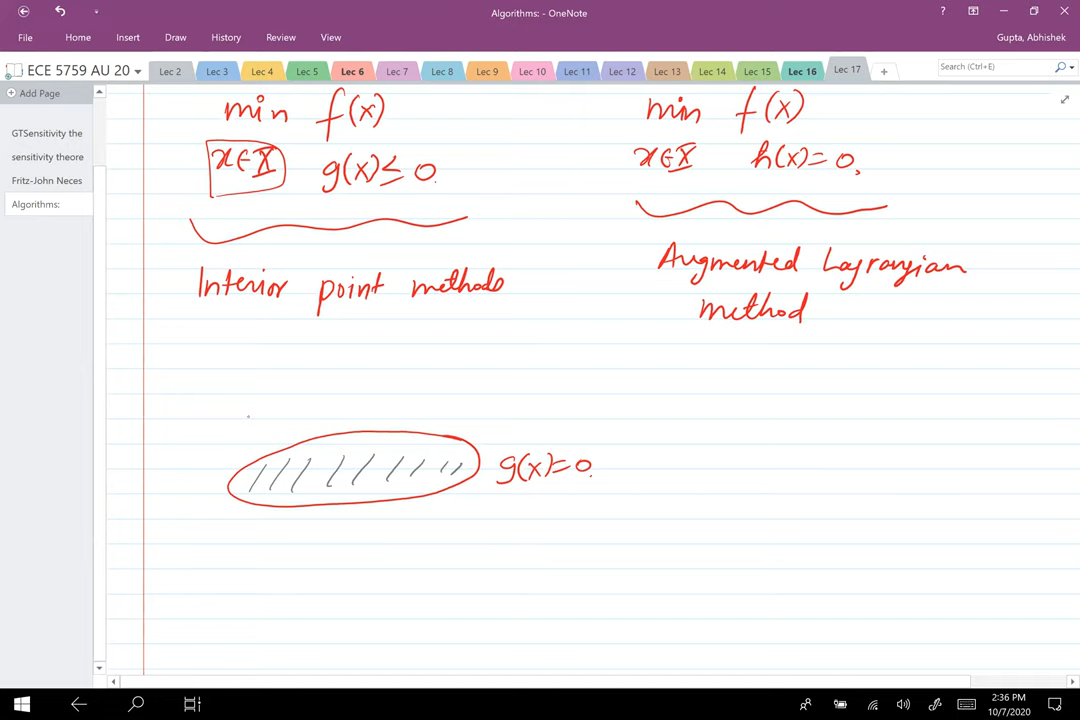 Algorithms: - OneNote
?
Gupta, Abhishek
File Home Insert Draw History Review View
ECE 5759 AU 20
Lec 2 Lec 3 Lec 4 Lec 5 Lec 6 Lec 7 Lec 8 Lec 9 Lec 10 Lec 11 Lec 12 Lec 13 Lec 14 Lec 15 Lec 16 Lec 17 +
Search (Ctrl+E)
Add Page
GTSensitivity the
sensitivity theore
Fritz-John Neces
Algorithms:
min f(x)
x∈X g(x) ≤ 0.
Interior point methods
min f(x)
x∈X h(x) = 0,
Augmented Lagrangian
method
g(x)=0.
2:36 PM
10/7/2020